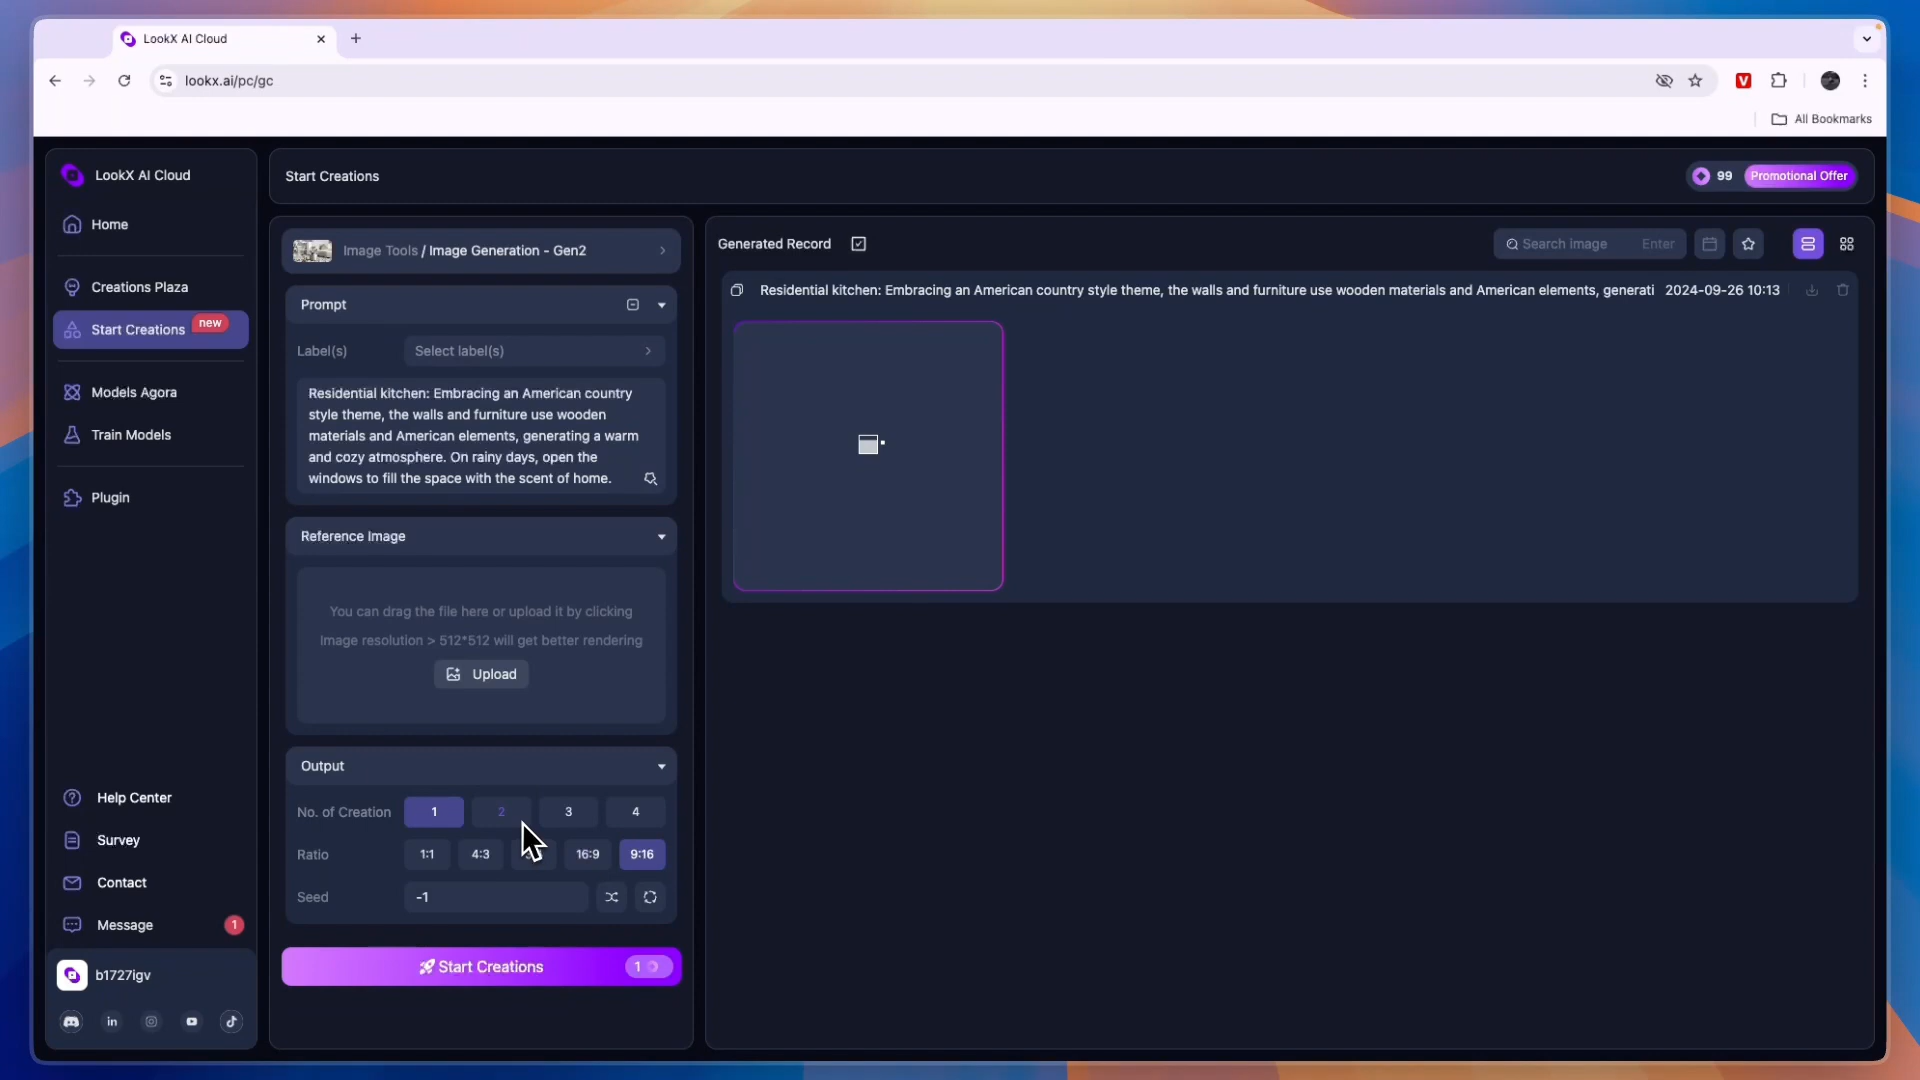 LookX AI Cloud
lookx.ai/pc/gc
V
All Bookmarks
LookX AI Cloud
Home
Creations Plaza
Start Creations
new
Models Agora
Train Models
Plugin
Help Center
Survey
Contact
Message
1
b1727igv
in
Start Creations
99
Promotional Offer
Image Tools / Image Generation - Gen2
Prompt
Label(s)
Select label(s)
Residential kitchen: Embracing an American country
style theme, the walls and furniture use wooden
materials and American elements, generating a warm
and cozy atmosphere. On rainy days, open the
windows to fill the space with the scent of home.
Reference Image
You can drag the file here or upload it by clicking
Image resolution > 512*512 will get better rendering
Upload
Output
No. of Creation
1
2
3
4
Ratio
1:1
4:3
16:9
9:16
Seed
-1
Start Creations
1
Generated Record
Search image
Enter
Residential kitchen: Embracing an American country style theme, the walls and furniture use wooden materials and American elements, generati
2024-09-26 10:13